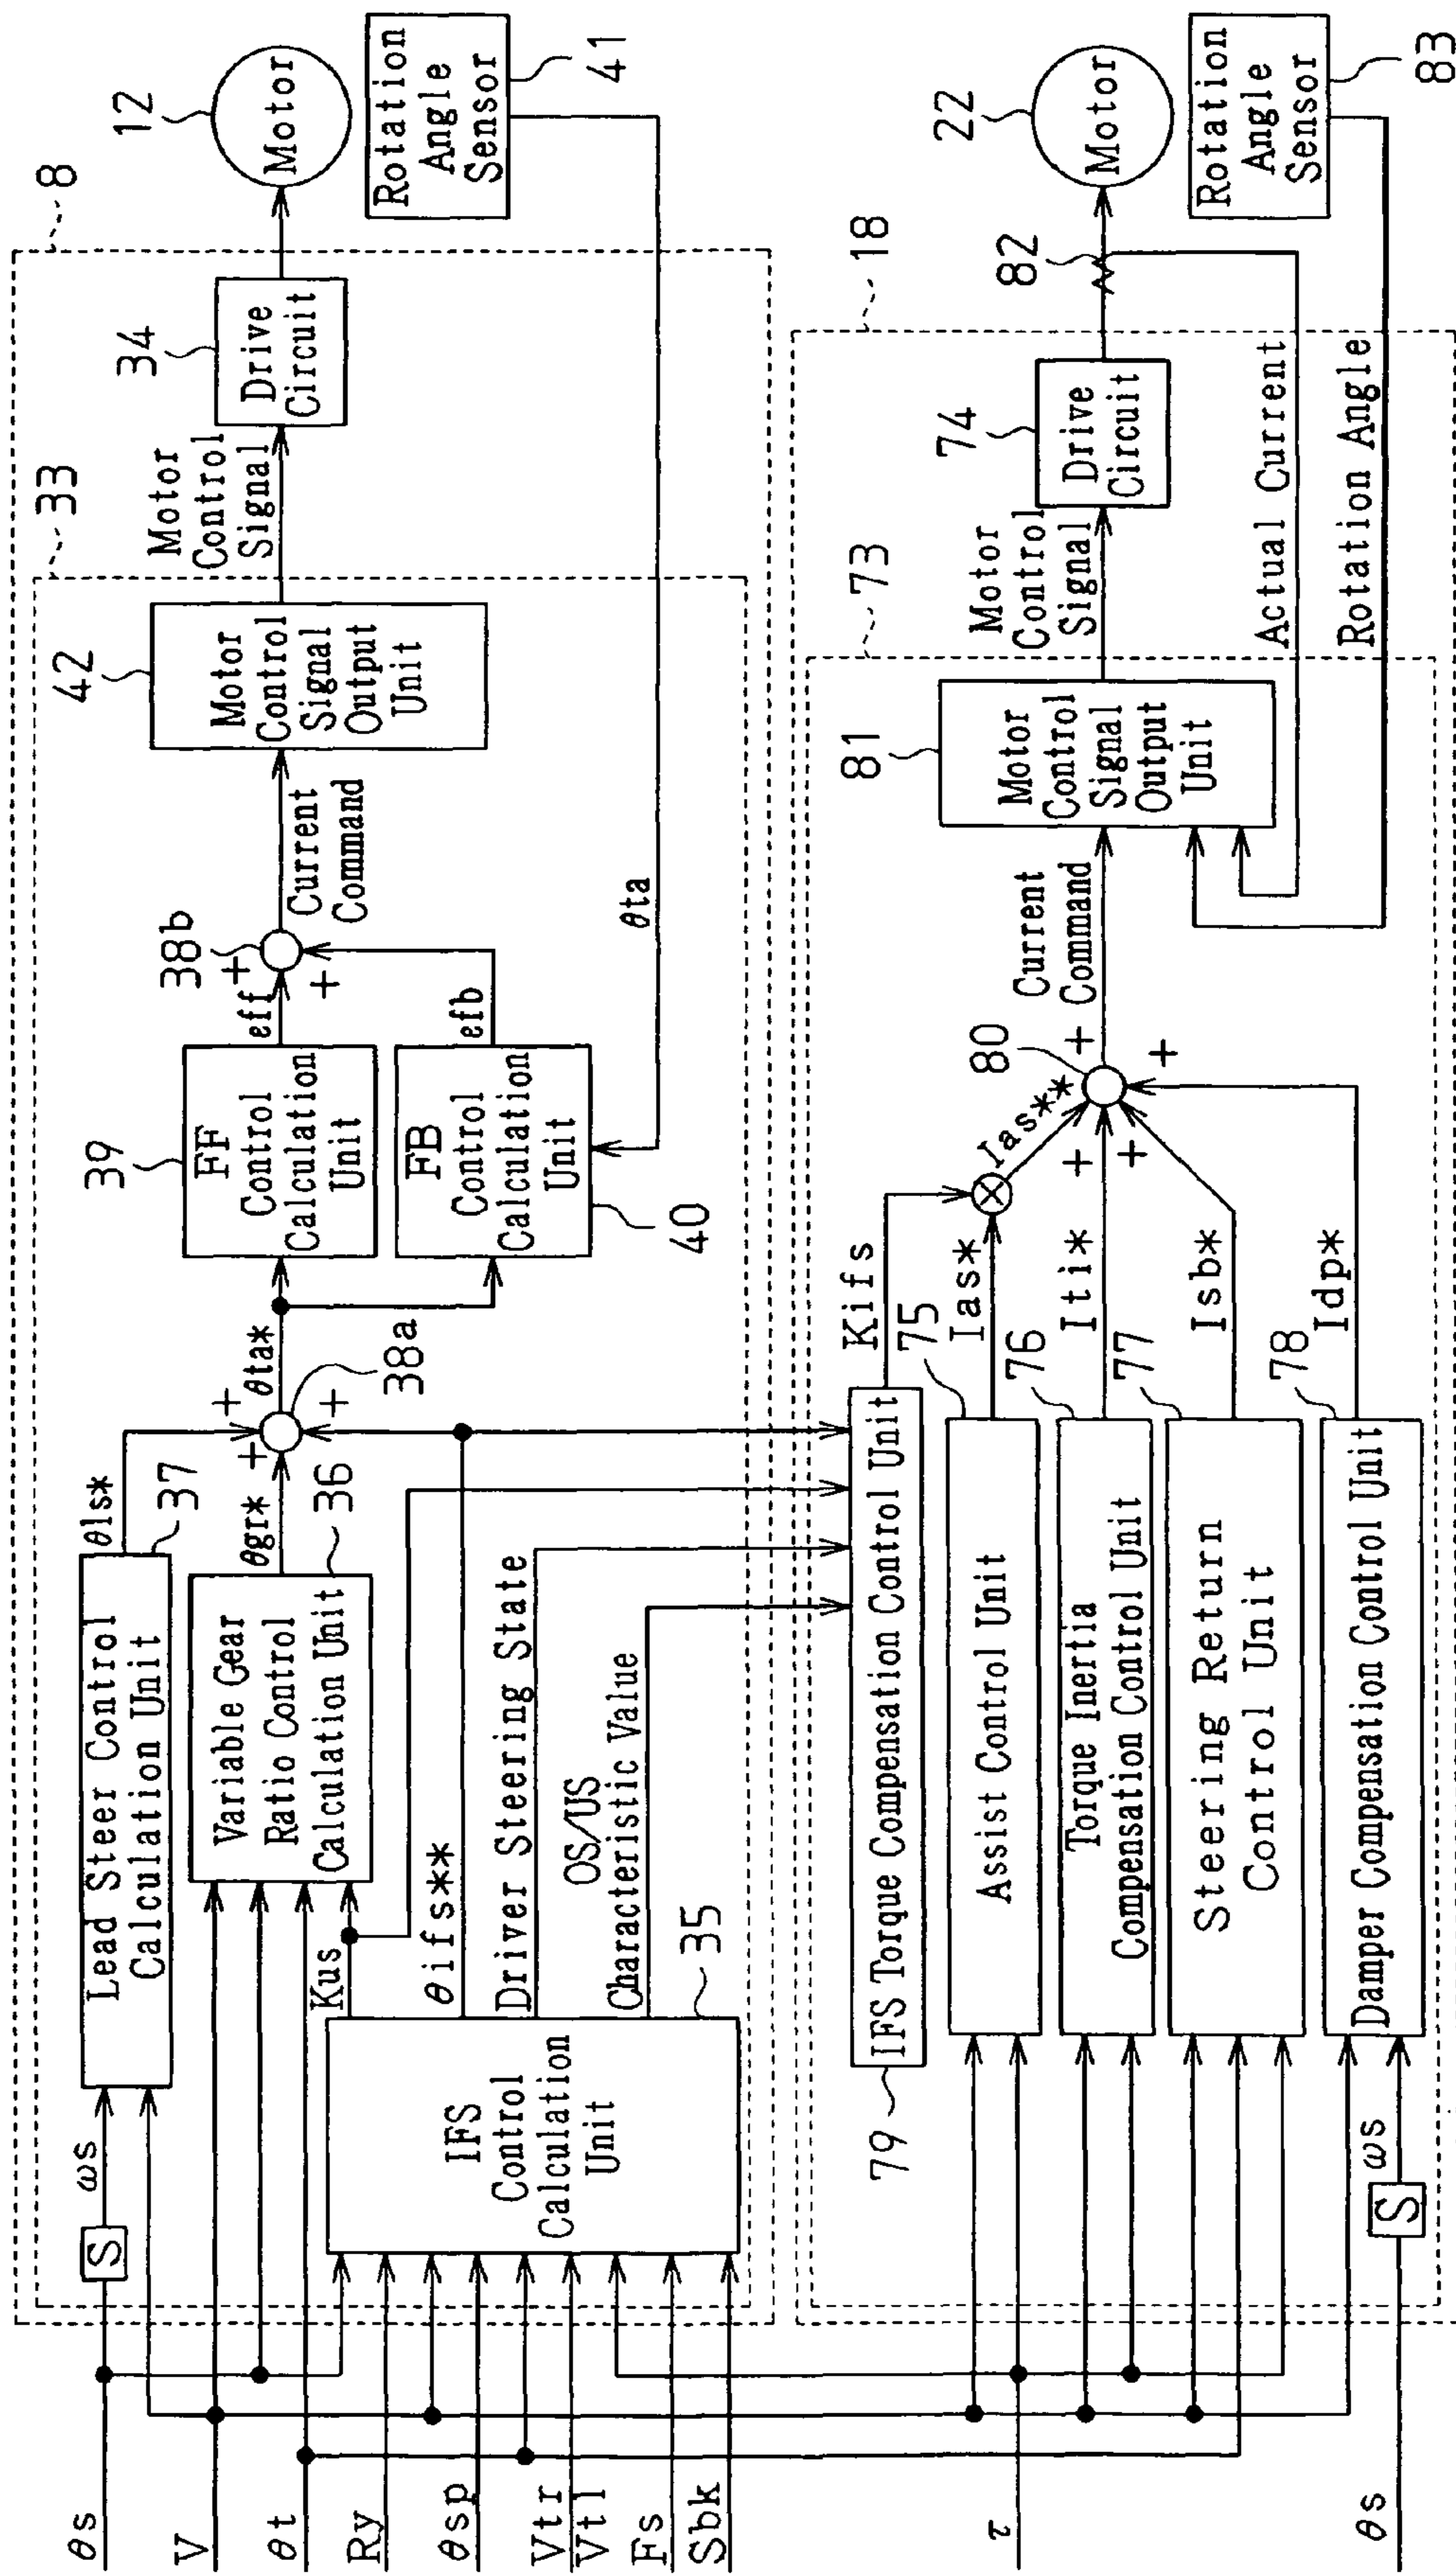 8
33
θs
S
ωs
Lead Steer Control
Calculation Unit
37
θls*
V
θt
Variable Gear
Ratio Control
Calculation Unit
36
θgr*
+
+
+
38a
θta*
39
FF
Control
Calculation
Unit
eff
FB
Control
Calculation
Unit
40
efb
38b
+
+
Current
Command
42
Motor
Control
Signal
Output
Unit
Motor
Control
Signal
34
Drive
Circuit
12
Motor
Rotation
Angle
Sensor
41
θta
Ry
θsp
Vtr
Vtl
Fs
Sbk
IFS
Control
Calculation
Unit
35
Kus
θifs**
Driver Steering State
OS/US
Characteristic Value
18
73
79
IFS Torque Compensation Control Unit
Kifs
75
Assist Control Unit
Ias*
Ias**
76
Torque Inertia
Compensation Control Unit
Iti*
77
Steering Return
Control Unit
Isb*
78
Damper Compensation Control Unit
Idp*
τ
θs
S
ωs
80
+
+
+
+
Current
Command
81
Motor
Control
Signal
Output
Unit
Motor
Control
Signal
74
Drive
Circuit
82
22
Motor
Rotation
Angle
Sensor
83
Actual Current
Rotation Angle